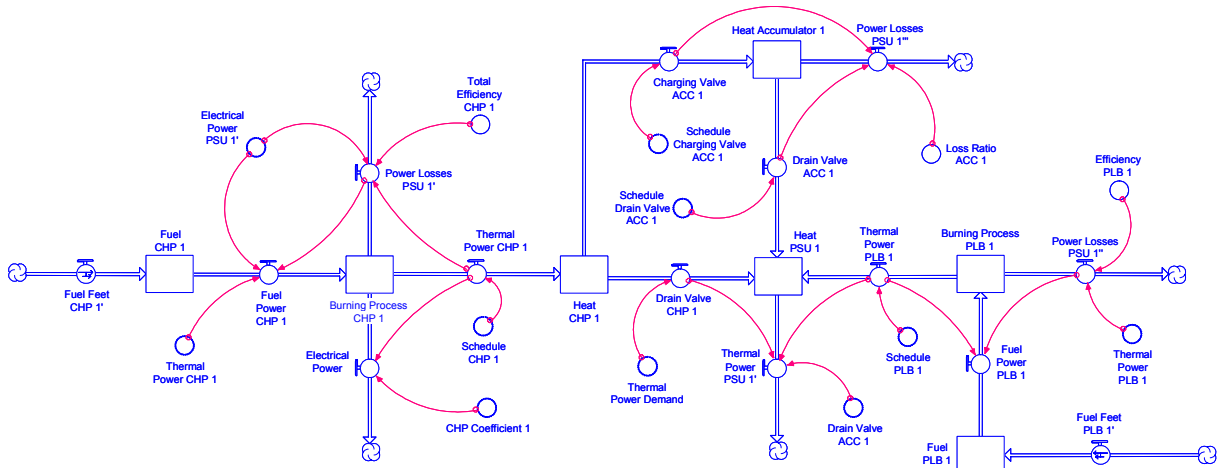 Heat Accumulator 1
Power Losses
PSU 1'''
Charging Valve
ACC 1
Total
Efficiency
CHP 1
Electrical
Power
PSU 1'
Schedule
Charging Valve
ACC 1
Loss Ratio
ACC 1
Power Losses
PSU 1'
Drain Valve
ACC 1
Efficiency
PLB 1
Schedule
Drain Valve
ACC 1
Fuel
CHP 1
Thermal
Power CHP 1
Heat
PSU 1
Thermal
Power
PLB 1
Burning Process
PLB 1
Power Losses
PSU 1''
Fuel Feet
CHP 1'
Fuel
Power
CHP 1
Burning Process
CHP 1
Heat
CHP 1
Drain Valve
CHP 1
Schedule
CHP 1
Thermal
Power CHP 1
Electrical
Power
Thermal
Power Demand
Thermal
Power
PSU 1'
Schedule
PLB 1
Fuel
Power
PLB 1
Thermal
Power
PLB 1
CHP Coefficient 1
Drain Valve
ACC 1
Fuel
PLB 1
Fuel Feet
PLB 1'